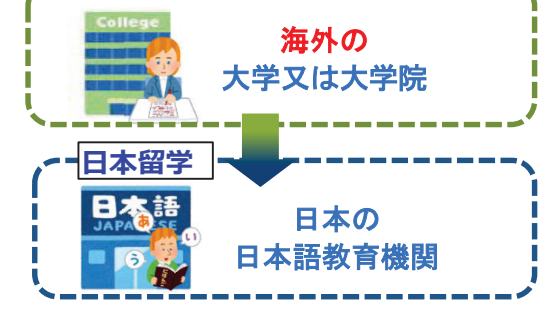 College
海外の
大学又は大学院
日本留学
日本語
JAPANESE
あ
い
う
日本の
日本語教育機関